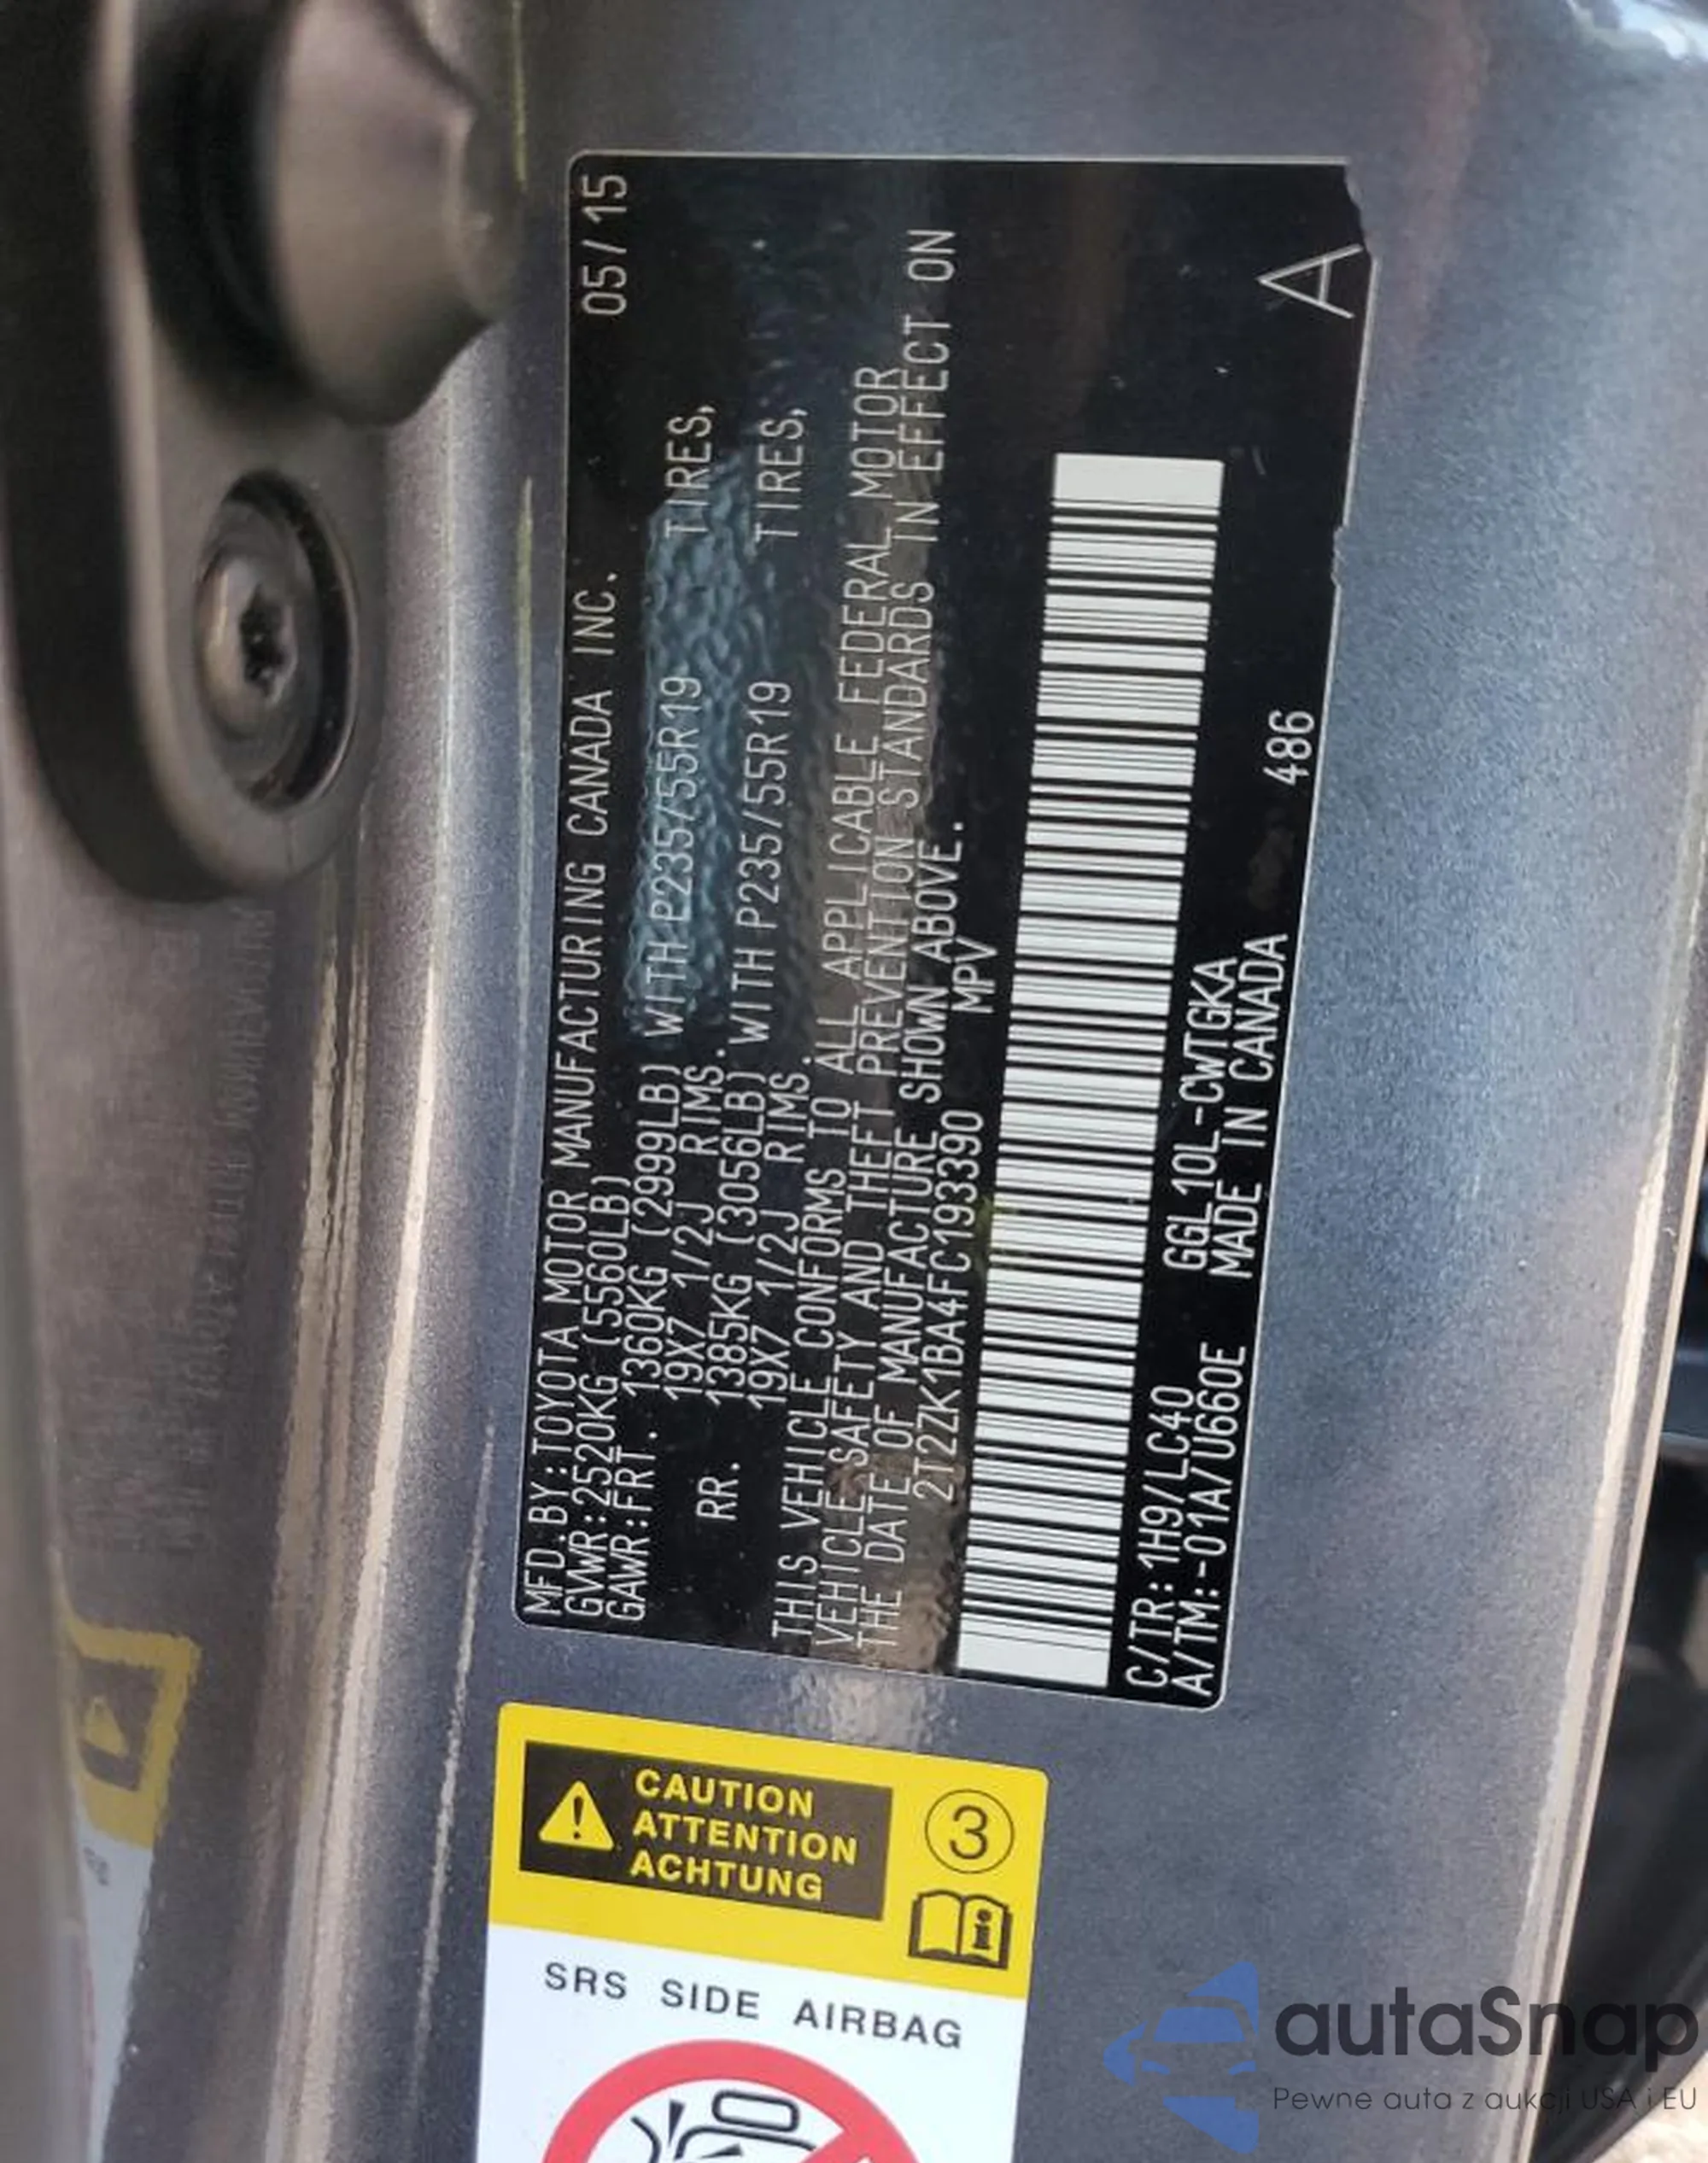 MFD.BY:TOYOTA MOTOR MANUFACTURING CANADA INC. 05/15
GVWR:2520KG (5560LB)
GAWR:FRT. 1360KG (2999LB) WITH P235/55R19 TIRES,
19X7 1/2J RIMS.
RR. 1385KG (3056LB) WITH P235/55R19 TIRES,
19X7 1/2J RIMS.
THIS VEHICLE CONFORMS TO ALL APPLICABLE FEDERAL MOTOR
VEHICLE SAFETY AND THEFT PREVENTION STANDARDS IN EFFECT ON
THE DATE OF MANUFACTURE SHOWN ABOVE.
2T2ZK1BA4FC193390 MPV
C/TR:1H9/LC40 GGL10L-CWTGKA
A/TM:-01A/U660E MADE IN CANADA 486
A
CAUTION
ATTENTION
ACHTUNG
3
i
SRS SIDE AIRBAG
autaSnap
Pewne auta z aukcji USA i EU